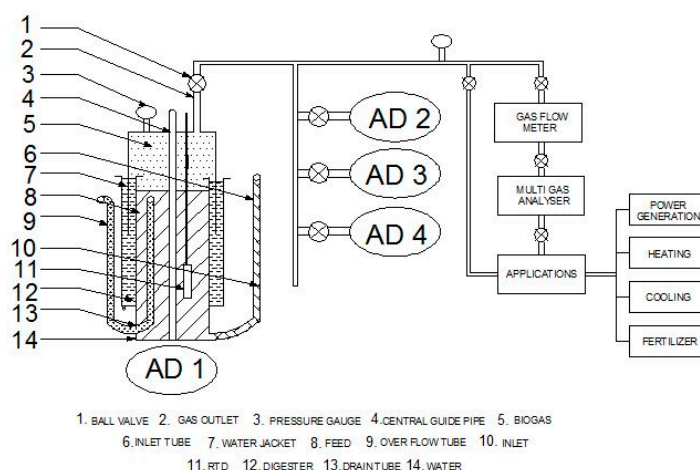 1
2
3
4
5
6
7
8
9
10
11
12
13
14
AD 1
AD 2
AD 3
AD 4
GAS FLOW
METER
MULTI GAS
ANALYSER
APPLICATIONS
POWER
GENERATION
HEATING
COOLING
FERTILIZER
1. BALL VALVE 2. GAS OUTLET 3. PRESSURE GAUGE 4.CENTRAL GUIDE PIPE 5. BIOGAS
6.INLET TUBE 7. WATER JACKET 8. FEED 9. OVER FLOW TUBE 10. INLET
11.RTD 12.DIGESTER 13.DRAIN TUBE 14. WATER